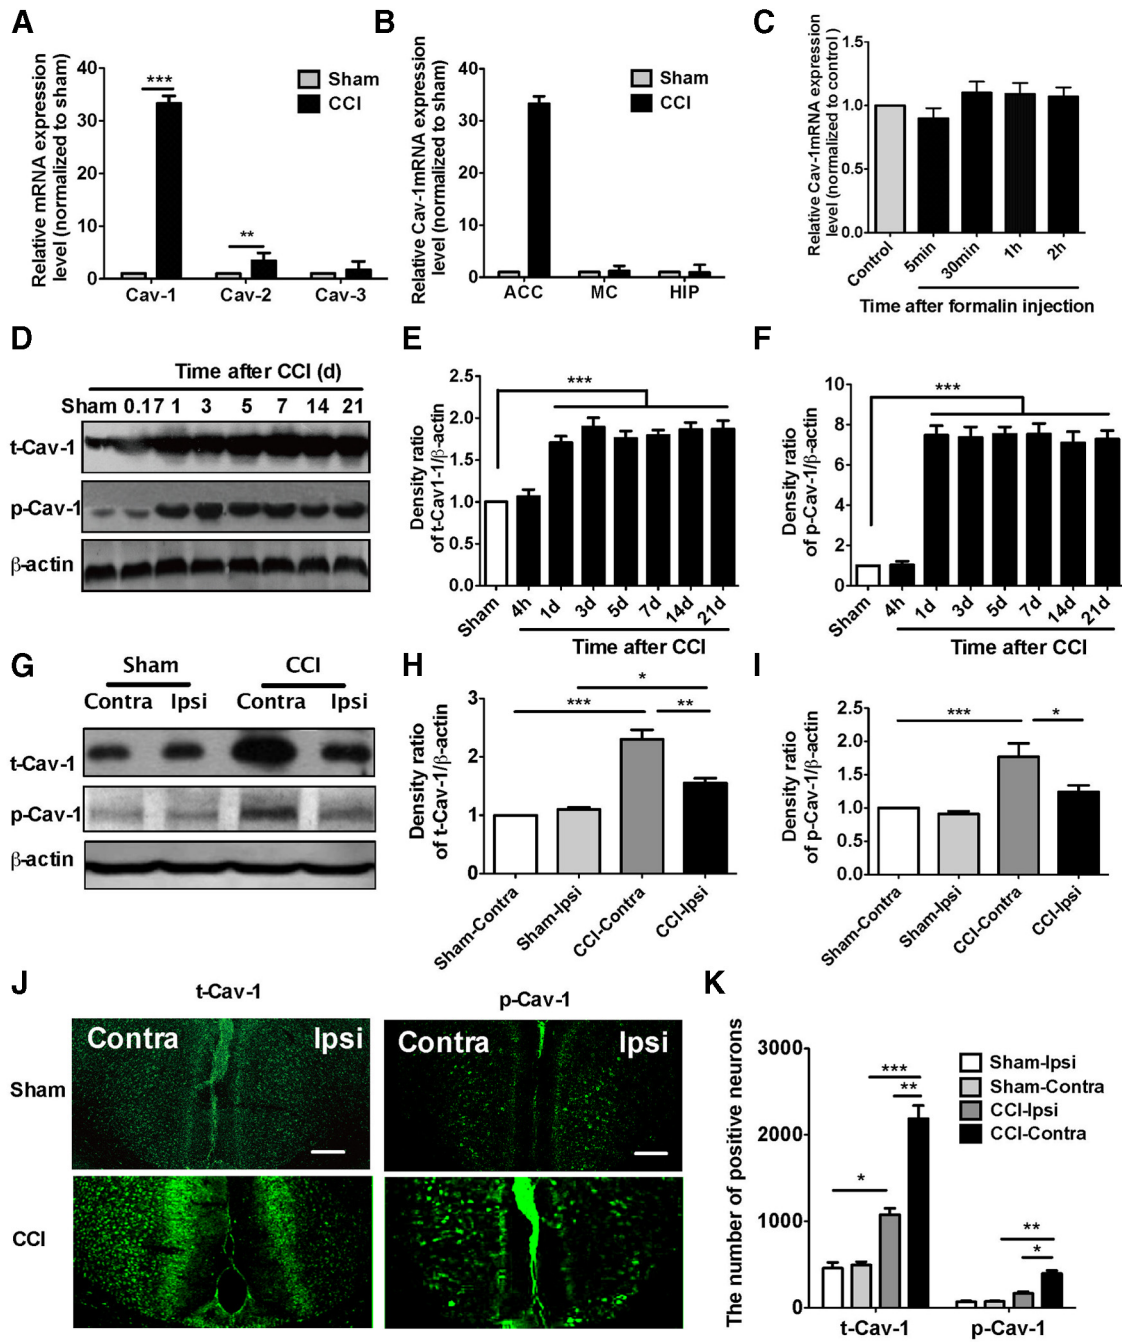 A
Relative mRNA expression
level (normalized to sham)
40
30
20
10
0
***
**
Sham
CCI
Cav-1 Cav-2 Cav-3
B
Relative Cav-1mRNA expression
level (normalized to sham)
40
30
20
10
0
Sham
CCI
ACC MC HIP
C
Relative Cav-1mRNA expression
level (normalized to control )
1.5
1.0
0.5
0.0
Control 5min 30min 1h 2h
Time after formalin injection
D
Time after CCI (d)
Sham 0.17 1 3 5 7 14 21
t-Cav-1
p-Cav-1
β-actin
E
Density ratio
of t-Cav1-1/β-actin
2.5
2.0
1.5
1.0
0.5
0.0
***
Sham 4h 1d 3d 5d 7d 14d 21d
Time after CCI
F
Density ratio
of p-Cav-1/β-actin
10
8
6
4
2
0
***
Sham 4h 1d 3d 5d 7d 14d 21d
Time after CCI
G
Sham CCI
Contra Ipsi Contra Ipsi
t-Cav-1
p-Cav-1
β-actin
H
Density ratio
of t-Cav-1/β-actin
3
2
1
0
*
*** **
Sham-Contra Sham-Ipsi CCI-Contra CCI-Ipsi
I
Density ratio
of p-Cav-1/β-actin
2.5
2.0
1.5
1.0
0.5
0.0
*** *
Sham-Contra Sham-Ipsi CCI-Contra CCI-Ipsi
J
t-Cav-1 p-Cav-1
Sham
Contra Ipsi
Contra Ipsi
CCI
K
The number of positive neurons
3000
2000
1000
0
***
**
*
**
*
Sham-Ipsi
Sham-Contra
CCI-Ipsi
CCI-Contra
t-Cav-1 p-Cav-1